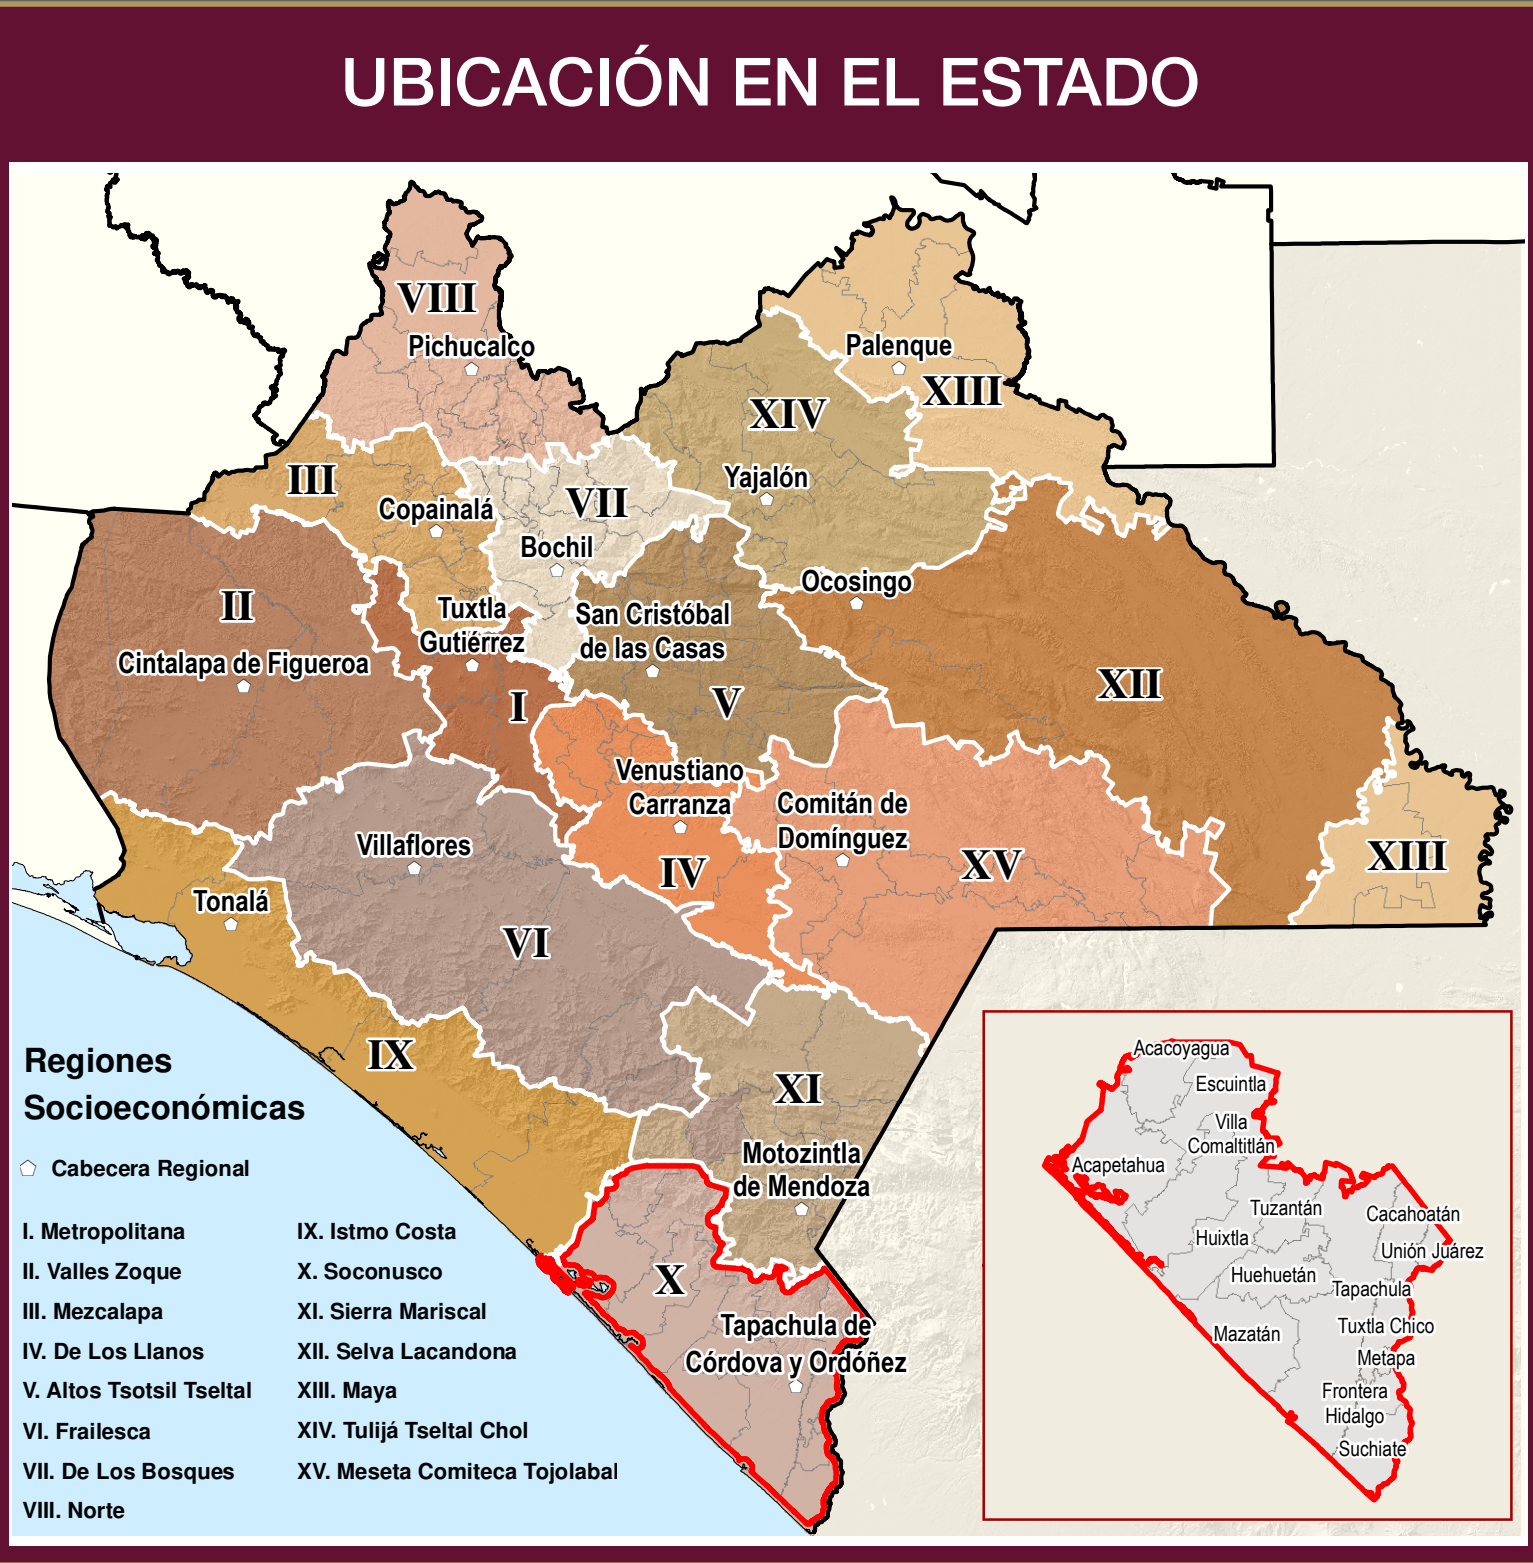 UBICACIÓN EN EL ESTADO
VIII
Pichucalco
Palenque
XIII
XIV
Yajalón
III
Copainalá
VII
Bochil
Ocosingo
II
Cintalapa de Figueroa
Tuxtla
Gutiérrez
San Cristóbal
de las Casas
I
V
XII
Venustiano
Carranza
Comitán de
Domínguez
Villaflores
IV
XV
XIII
Tonalá
VI
IX
XI
Motozintla
de Mendoza
X
Tapachula de
Córdova y Ordóñez
Regiones
Socioeconómicas
Cabecera Regional
I. Metropolitana
II. Valles Zoque
III. Mezcalapa
IV. De Los Llanos
V. Altos Tsotsil Tseltal
VI. Frailesca
VII. De Los Bosques
VIII. Norte
IX. Istmo Costa
X. Soconusco
XI. Sierra Mariscal
XII. Selva Lacandona
XIII. Maya
XIV. Tulijá Tseltal Chol
XV. Meseta Comiteca Tojolabal
Acacoyagua
Escuintla
Villa
Comaltitlán
Acapetahua
Tuzantán
Cacahoatán
Huixtla
Unión Juárez
Huehuetán
Tapachula
Mazatán
Tuxtla Chico
Metapa
Frontera
Hidalgo
Suchiate